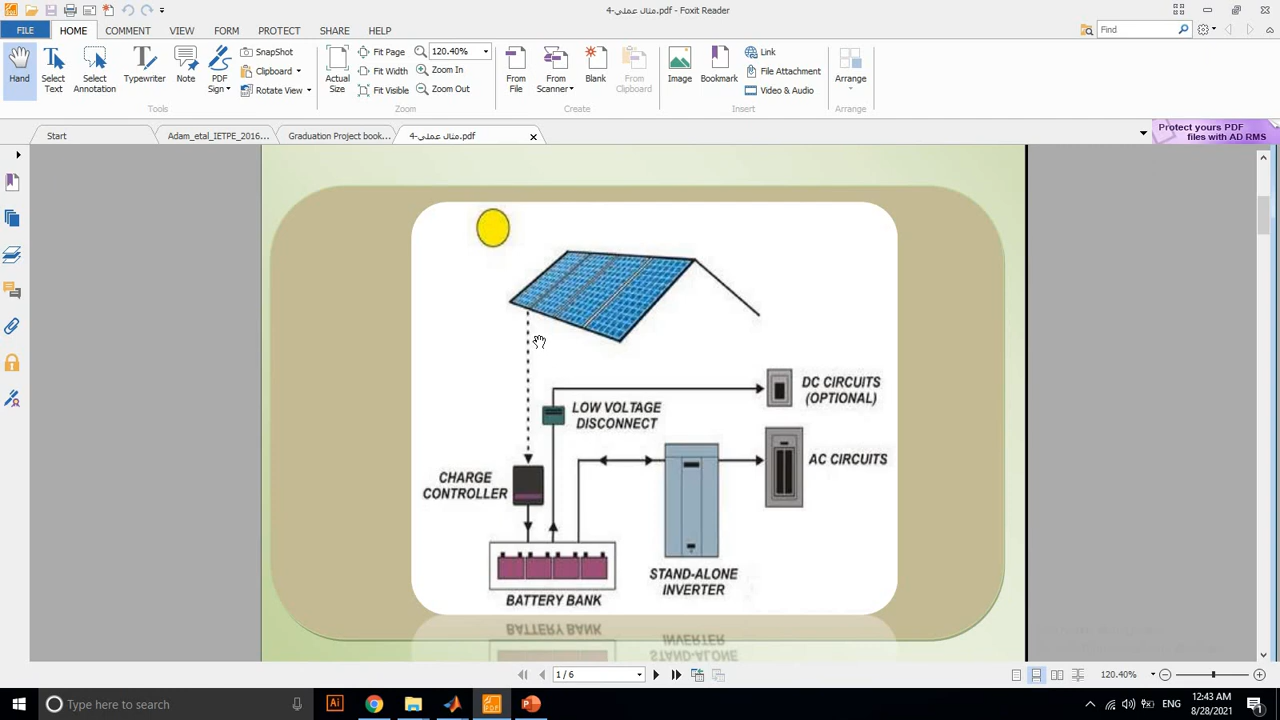 4-مثال عملي.pdf - Foxit Reader
FILE
HOME
COMMENT
VIEW
FORM
PROTECT
SHARE
HELP
Find
Hand
Select
Text
Select
Annotation
Typewriter
Note
PDF
Sign
SnapShot
Clipboard
Rotate View
Tools
Actual
Size
Fit Page
Fit Width
Fit Visible
120.40%
Zoom In
Zoom Out
Zoom
From
File
From
Scanner
Blank
From
Clipboard
Create
Image
Bookmark
Link
File Attachment
Video & Audio
Insert
Arrange
Arrange
Start
Adam_etal_IETPE_2016...
Graduation Project book...
4-مثال عملي.pdf
Protect yours PDF
files with AD RMS
DC CIRCUITS
(OPTIONAL)
LOW VOLTAGE
DISCONNECT
AC CIRCUITS
CHARGE
CONTROLLER
STAND-ALONE
INVERTER
BATTERY BANK
1 / 6
120.40%
Type here to search
Ai
PDF
ENG
12:43 AM
8/28/2021